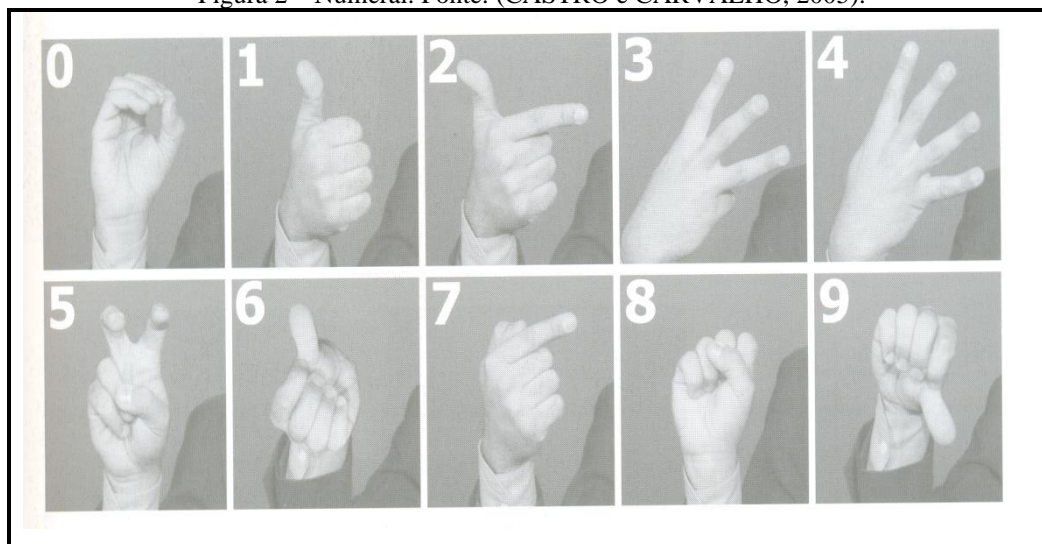 Figura 2 – Numeral. Fonte: (CASTRO e CARVALHO, 2005).
0 1 2 3 4
5 6 7 8 9